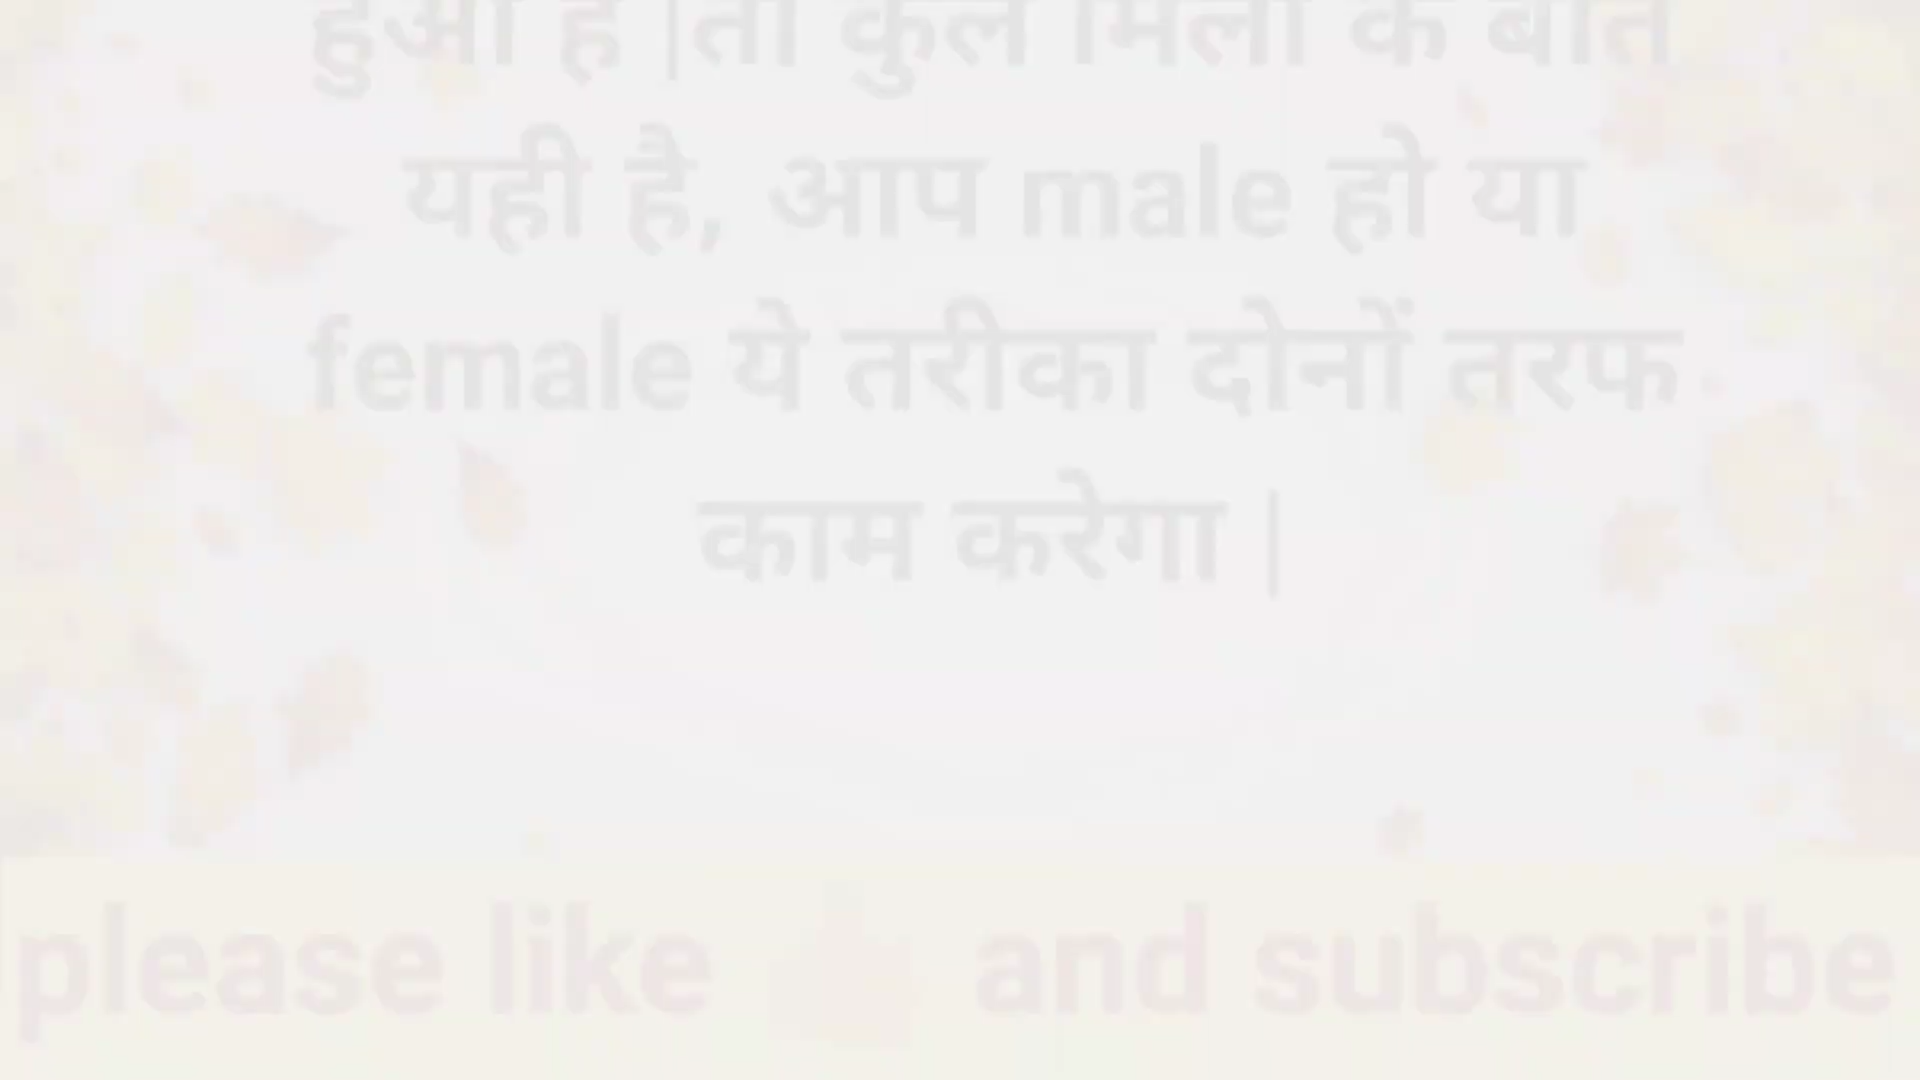 हुआ है |तो कुल मिला के बात
यही है, आप male हो या
female ये तरीका दोनों तरफ
काम करेगा |
please like 👍 and subscribe